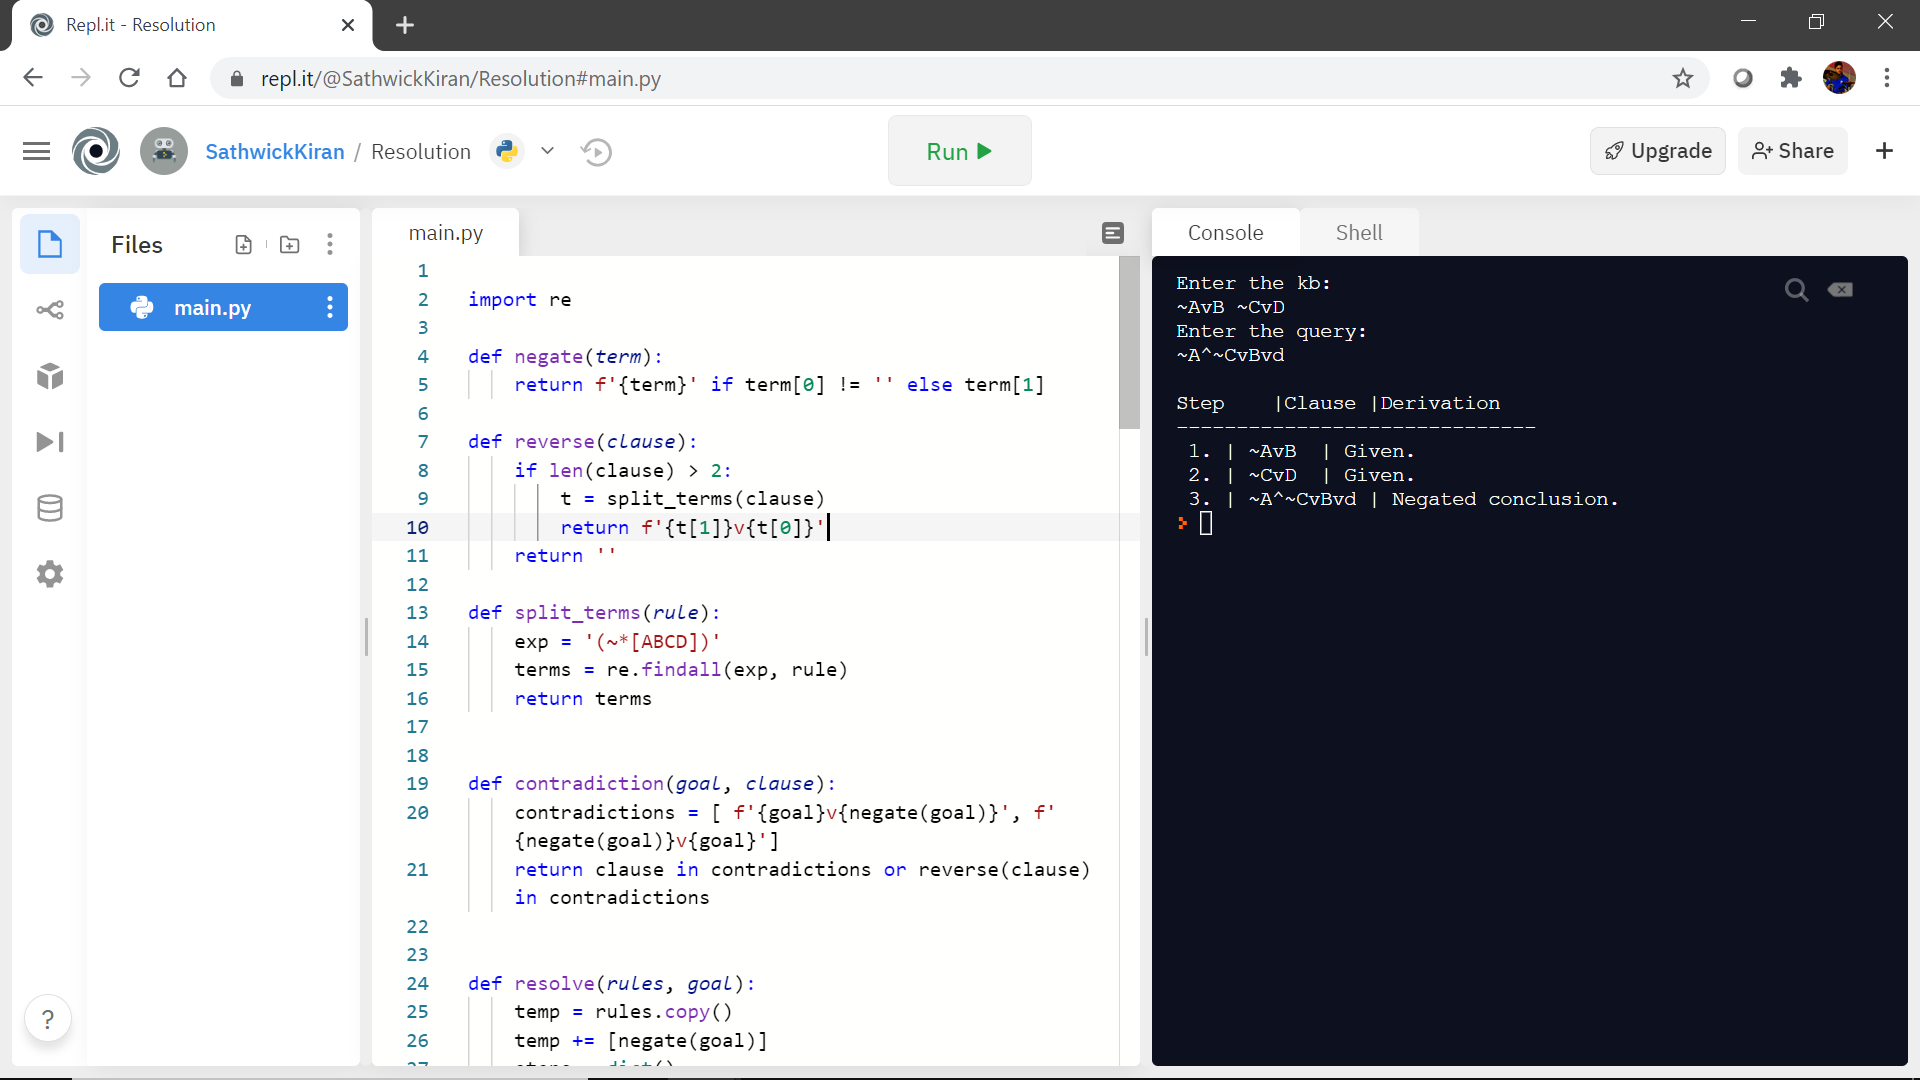 Repl.it - Resolution
repl.it/@SathwickKiran/Resolution#main.py
SathwickKiran / Resolution
Run
Upgrade
Share
Files
main.py
main.py
1
2 import re
3
4 def negate(term):
5 return f'{term}' if term[0] != '' else term[1]
6
7 def reverse(clause):
8 if len(clause) > 2:
9 t = split_terms(clause)
10 return f'{t[1]}v{t[0]}'
11 return ''
12
13 def split_terms(rule):
14 exp = '(~*[ABCD])'
15 terms = re.findall(exp, rule)
16 return terms
17
18
19 def contradiction(goal, clause):
20 contradictions = [ f'{goal}v{negate(goal)}', f'
{negate(goal)}v{goal}']
21 return clause in contradictions or reverse(clause)
in contradictions
22
23
24 def resolve(rules, goal):
25 temp = rules.copy()
26 temp += [negate(goal)]
27 steps = dict()
Console
Shell
Enter the kb:
~AvB ~CvD
Enter the query:
~A^~CvBvd
Step |Clause |Derivation
------------------------------
1. | ~AvB | Given.
2. | ~CvD | Given.
3. | ~A^~CvBvd | Negated conclusion.
?